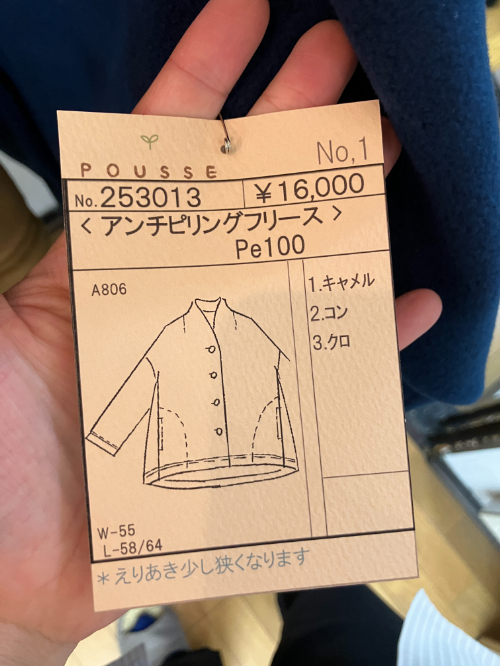 No,1
POUSSE
No.253013 ¥16,000
<アンチピリングフリース>
Pe100
A806
1.キャメル
2.コン
3.クロ
W-55
L-58/64
*えりあき少し狭くなります